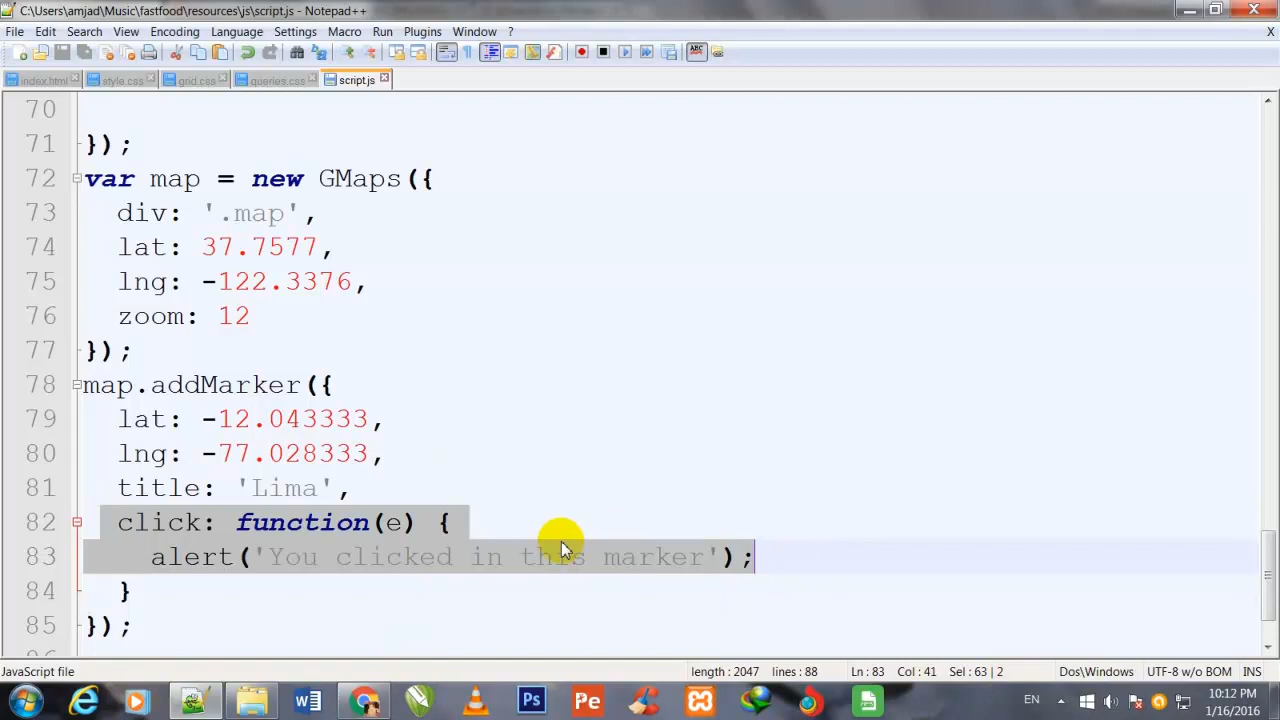 C:\Users\amjad\Music\fastfood\resources\js\script.js - Notepad++
File Edit Search View Encoding Language Settings Macro Run Plugins Window ? X
index.html style.css grid.css queries.css script.js
70
71 });
72 var map = new GMaps({
73 div: '.map',
74 lat: 37.7577,
75 lng: -122.3376,
76 zoom: 12
77 });
78 map.addMarker({
79 lat: -12.043333,
80 lng: -77.028333,
81 title: 'Lima',
82 click: function(e) {
83 alert('You clicked in this marker');
84 }
85 });
JavaScript file length : 2047 lines : 88 Ln : 83 Col : 41 Sel : 63 | 2 Dos\Windows UTF-8 w/o BOM INS
EN 10:12 PM
1/16/2016